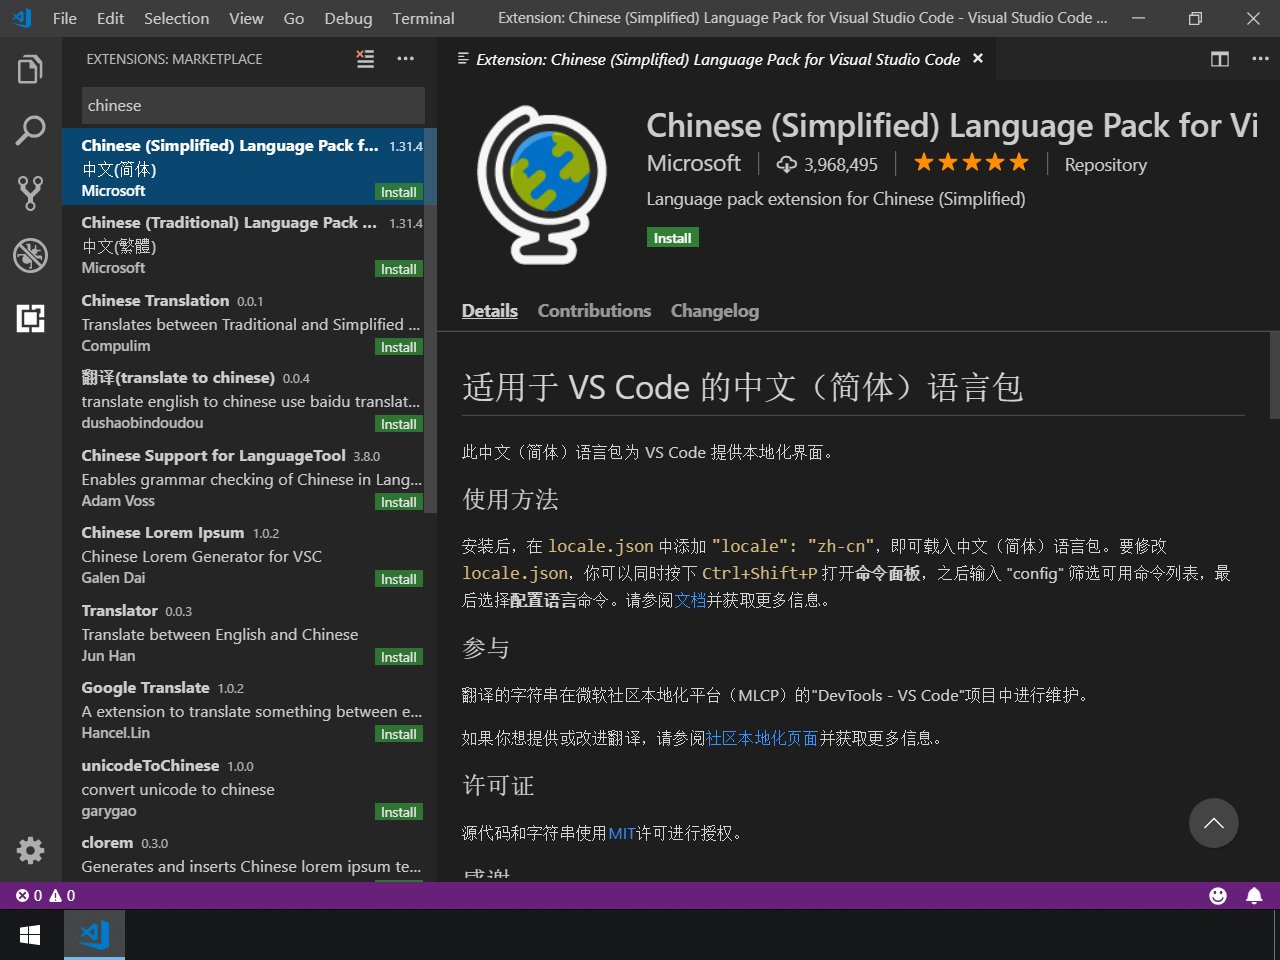 File Edit Selection View Go Debug Terminal Extension: Chinese (Simplified) Language Pack for Visual Studio Code - Visual Studio Code ...
EXTENSIONS: MARKETPLACE
chinese
Chinese (Simplified) Language Pack f... 1.31.4
中文(简体)
Microsoft Install
Chinese (Traditional) Language Pack ... 1.31.4
中文(繁體)
Microsoft Install
Chinese Translation 0.0.1
Translates between Traditional and Simplified ...
Compulim Install
翻译(translate to chinese) 0.0.4
translate english to chinese use baidu translat...
dushaobindoudou Install
Chinese Support for LanguageTool 3.8.0
Enables grammar checking of Chinese in Lang...
Adam Voss Install
Chinese Lorem Ipsum 1.0.2
Chinese Lorem Generator for VSC
Galen Dai Install
Translator 0.0.3
Translate between English and Chinese
Jun Han Install
Google Translate 1.0.2
A extension to translate something between e...
Hancel.Lin Install
unicodeToChinese 1.0.0
convert unicode to chinese
garygao Install
clorem 0.3.0
Generates and inserts Chinese lorem ipsum te...
Extension: Chinese (Simplified) Language Pack for Visual Studio Code
Chinese (Simplified) Language Pack for Vi
Microsoft 3,968,495 Repository
Language pack extension for Chinese (Simplified)
Install
Details Contributions Changelog
适用于 VS Code 的中文（简体）语言包
此中文（简体）语言包为 VS Code 提供本地化界面。
使用方法
安装后，在 locale.json 中添加 "locale": "zh-cn"，即可载入中文（简体）语言包。要修改
locale.json，你可以同时按下 Ctrl+Shift+P 打开命令面板，之后输入 "config" 筛选可用命令列表，最
后选择配置语言命令。请参阅文档并获取更多信息。
参与
翻译的字符串在微软社区本地化平台（MLCP）的"DevTools - VS Code"项目中进行维护。
如果你想提供或改进翻译，请参阅社区本地化页面并获取更多信息。
许可证
源代码和字符串使用MIT许可进行授权。
感谢
0 0